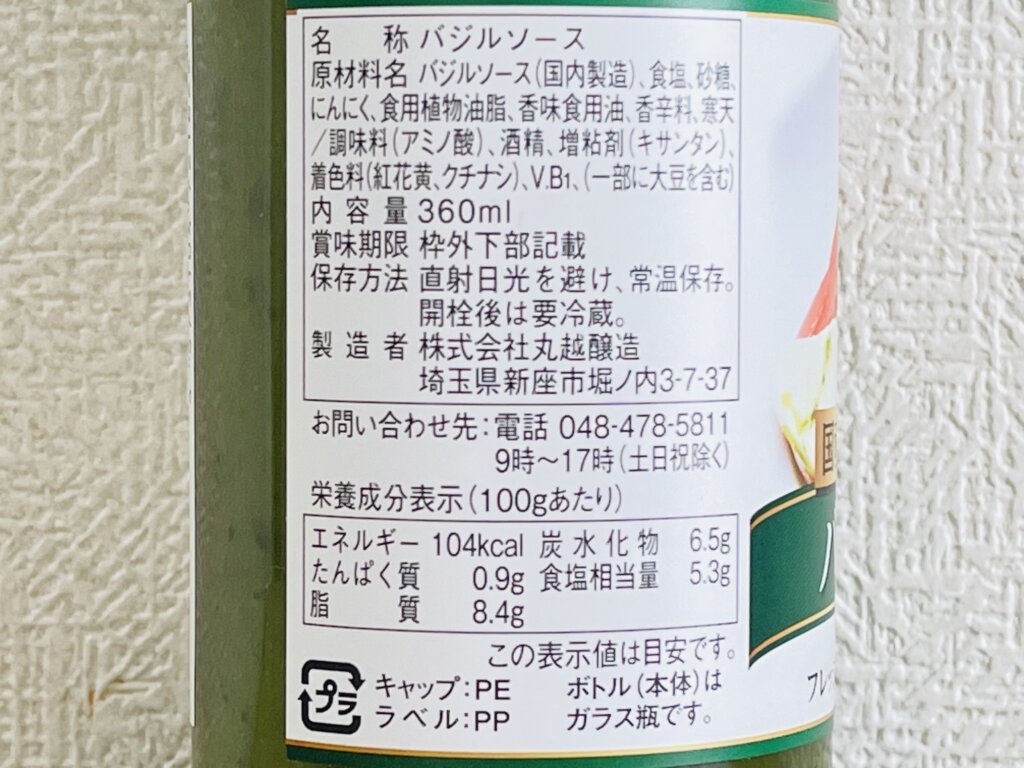 名称 バジルソース
原材料名 バジルソース(国内製造)、食塩、砂糖、
にんにく、食用植物油脂、香味食用油、香辛料、寒天
/調味料(アミノ酸)、酒精、増粘剤(キサンタン)、
着色料(紅花黄、クチナシ)、V.B1、(一部に大豆を含む)
内容量 360ml
賞味期限 枠外下部記載
保存方法 直射日光を避け、常温保存。
開栓後は要冷蔵。
製造者 株式会社丸越醸造
埼玉県新座市堀ノ内3-7-37
お問い合わせ先:電話 048-478-5811
9時～17時(土日祝除く)
栄養成分表示(100gあたり)
エネルギー 104kcal 炭水化物 6.5g
たんぱく質 0.9g 食塩相当量 5.3g
脂質 8.4g
この表示値は目安です。
プラ キャップ:PE ボトル(本体)は
ラベル:PP ガラス瓶です。
国
バ
フレッ